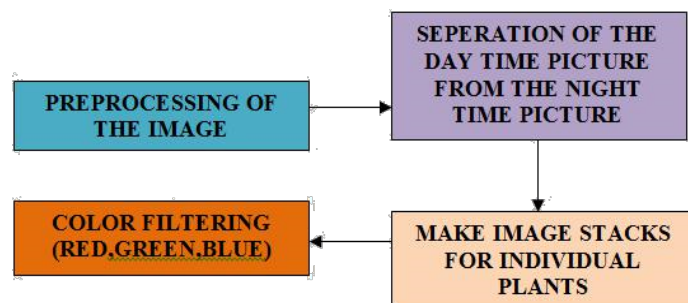 PREPROCESSING OF
THE IMAGE
SEPERATION OF THE
DAY TIME PICTURE
FROM THE NIGHT
TIME PICTURE
MAKE IMAGE STACKS
FOR INDIVIDUAL
PLANTS
COLOR FILTERING
(RED,GREEN,BLUE)